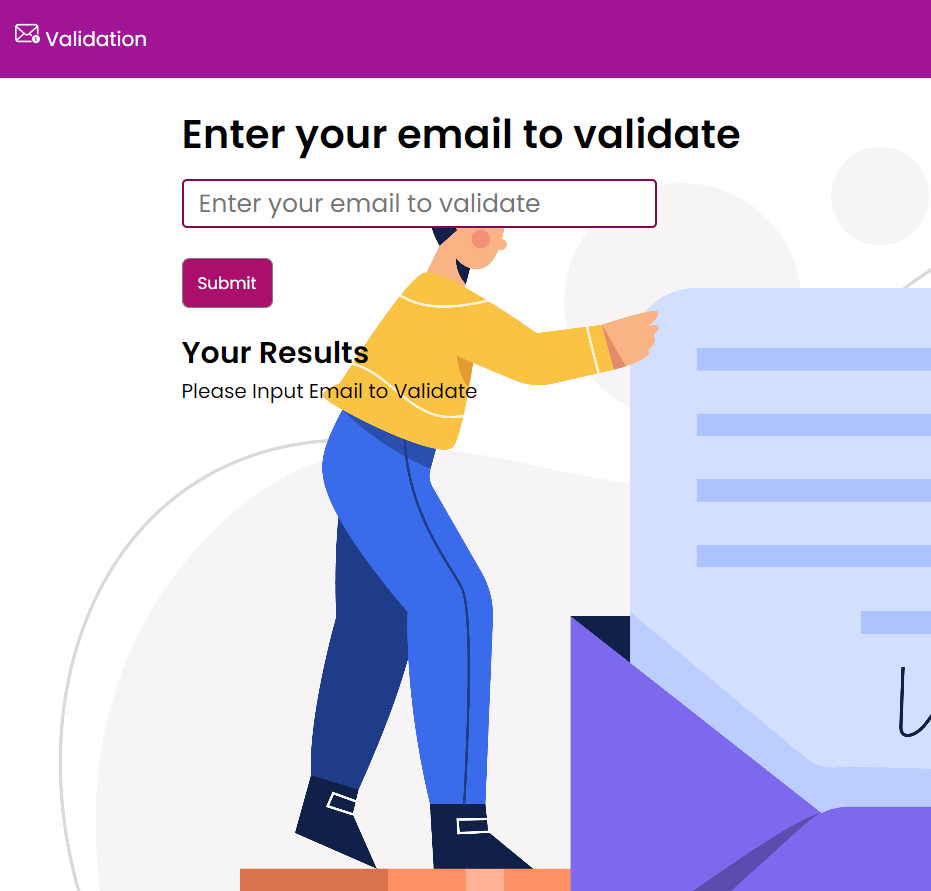 Validation
Enter your email to validate
Enter your email to validate
Submit
Your Results
Please Input Email to Validate